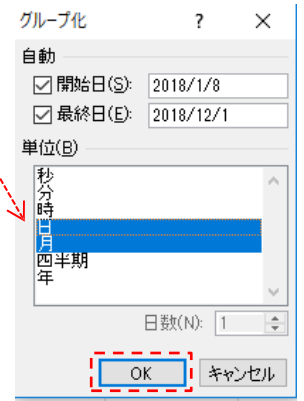 グループ化 ? ×
自動
開始日(S): 2018/1/8
最終日(E): 2018/12/1
単位(B)
秒
分
時
日
月
四半期
年
日数(N): 1
OK キャンセル